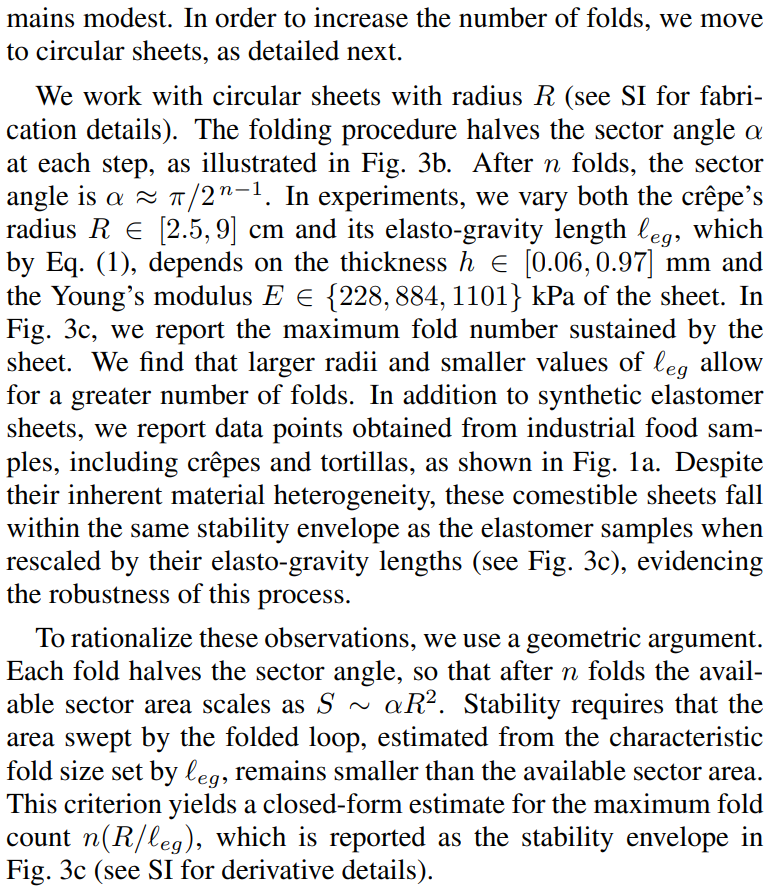 mains modest. In order to increase the number of folds, we move
to circular sheets, as detailed next.
We work with circular sheets with radius R (see SI for fabri-
cation details). The folding procedure halves the sector angle α
at each step, as illustrated in Fig. 3b. After n folds, the sector
angle is α ≈ π/2ⁿ⁻¹. In experiments, we vary both the crêpe's
radius R ∈ [2.5, 9] cm and its elasto-gravity length ℓ_eg, which
by Eq. (1), depends on the thickness h ∈ [0.06, 0.97] mm and
the Young's modulus E ∈ {228, 884, 1101} kPa of the sheet. In
Fig. 3c, we report the maximum fold number sustained by the
sheet. We find that larger radii and smaller values of ℓ_eg allow
for a greater number of folds. In addition to synthetic elastomer
sheets, we report data points obtained from industrial food sam-
ples, including crêpes and tortillas, as shown in Fig. 1a. Despite
their inherent material heterogeneity, these comestible sheets fall
within the same stability envelope as the elastomer samples when
rescaled by their elasto-gravity lengths (see Fig. 3c), evidencing
the robustness of this process.
To rationalize these observations, we use a geometric argument.
Each fold halves the sector angle, so that after n folds the avail-
able sector area scales as S ∼ αR². Stability requires that the
area swept by the folded loop, estimated from the characteristic
fold size set by ℓ_eg, remains smaller than the available sector area.
This criterion yields a closed-form estimate for the maximum fold
count n(R/ℓ_eg), which is reported as the stability envelope in
Fig. 3c (see SI for derivative details).